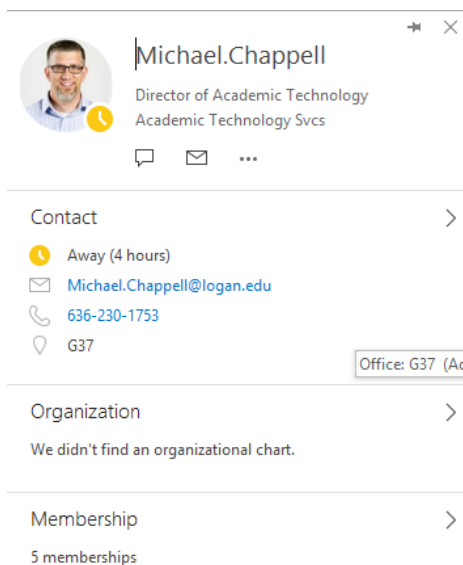 Michael.Chappell
Director of Academic Technology
Academic Technology Svcs
Contact
Away (4 hours)
Michael.Chappell@logan.edu
636-230-1753
G37
Office: G37 (Ac
Organization
We didn't find an organizational chart.
Membership
5 memberships